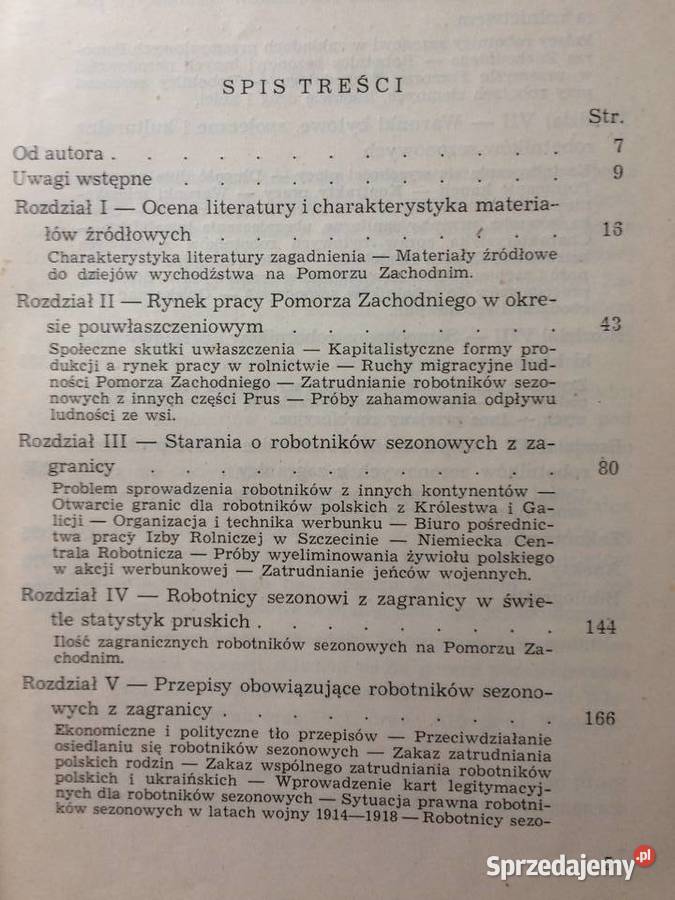 SPIS TREŚCI
Str.
Od autora . . . . . . . . . . . . . 7
Uwagi wstępne . . . . . . . . . . . 9
Rozdział I — Ocena literatury i charakterystyka materia-
łów źródłowych . . . . . . . . . . 16
Charakterystyka literatury zagadnienia — Materiały źródłowe
do dziejów wychodźstwa na Pomorzu Zachodnim.
Rozdział II — Rynek pracy Pomorza Zachodniego w okre-
sie pouwłaszczeniowym . . . . . . . . 43
Społeczne skutki uwłaszczenia — Kapitalistyczne formy pro-
dukcji a rynek pracy w rolnictwie — Ruchy migracyjne lud-
ności Pomorza Zachodniego — Zatrudnianie robotników sezo-
nowych z innych części Prus — Próby zahamowania odpływu
ludności ze wsi.
Rozdział III — Starania o robotników sezonowych z za-
granicy . . . . . . . . . . . . 80
Problem sprowadzenia robotników z innych kontynentów —
Otwarcie granic dla robotników polskich z Królestwa i Ga-
licji — Organizacja i technika werbunku — Biuro pośrednic-
twa pracy Izby Rolniczej w Szczecinie — Niemiecka Cen-
trala Robotnicza — Próby wyeliminowania żywiołu polskiego
w akcji werbunkowej — Zatrudnianie jeńców wojennych.
Rozdział IV — Robotnicy sezonowi z zagranicy w świe-
tle statystyk pruskich . . . . . . . . . 144
Ilość zagranicznych robotników sezonowych na Pomorzu Za-
chodnim.
Rozdział V — Przepisy obowiązujące robotników sezono-
wych z zagranicy . . . . . . . . . . 166
Ekonomiczne i polityczne tło przepisów — Przeciwdziałanie
osiedlaniu się robotników sezonowych — Zakaz zatrudniania
polskich rodzin — Zakaz wspólnego zatrudniania robotników
polskich i ukraińskich — Wprowadzenie kart legitymacyj-
nych dla robotników sezonowych — Sytuacja prawna robotni-
ków sezonowych w latach wojny 1914—1918 — Robotnicy sezo-
Sprzedajemy.pl